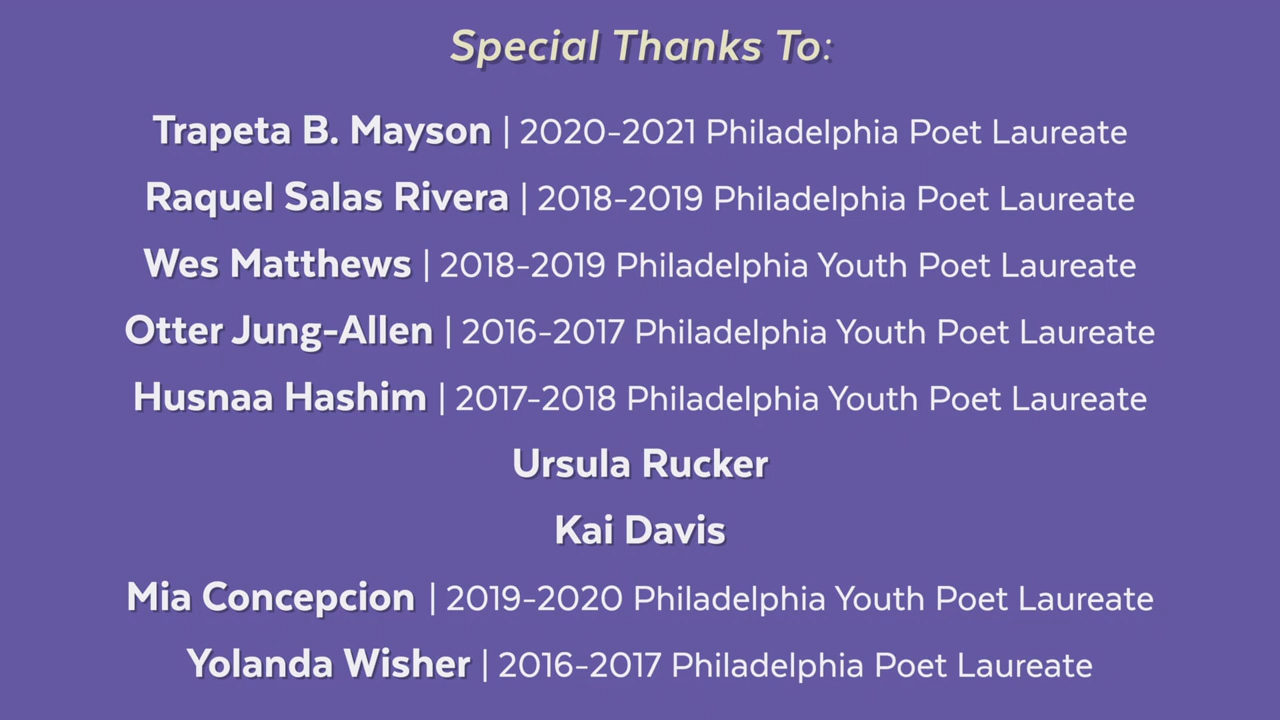 Special Thanks To:
Trapeta B. Mayson | 2020-2021 Philadelphia Poet Laureate
Raquel Salas Rivera | 2018-2019 Philadelphia Poet Laureate
Wes Matthews | 2018-2019 Philadelphia Youth Poet Laureate
Otter Jung-Allen | 2016-2017 Philadelphia Youth Poet Laureate
Husnaa Hashim | 2017-2018 Philadelphia Youth Poet Laureate
Ursula Rucker
Kai Davis
Mia Concepcion | 2019-2020 Philadelphia Youth Poet Laureate
Yolanda Wisher | 2016-2017 Philadelphia Poet Laureate